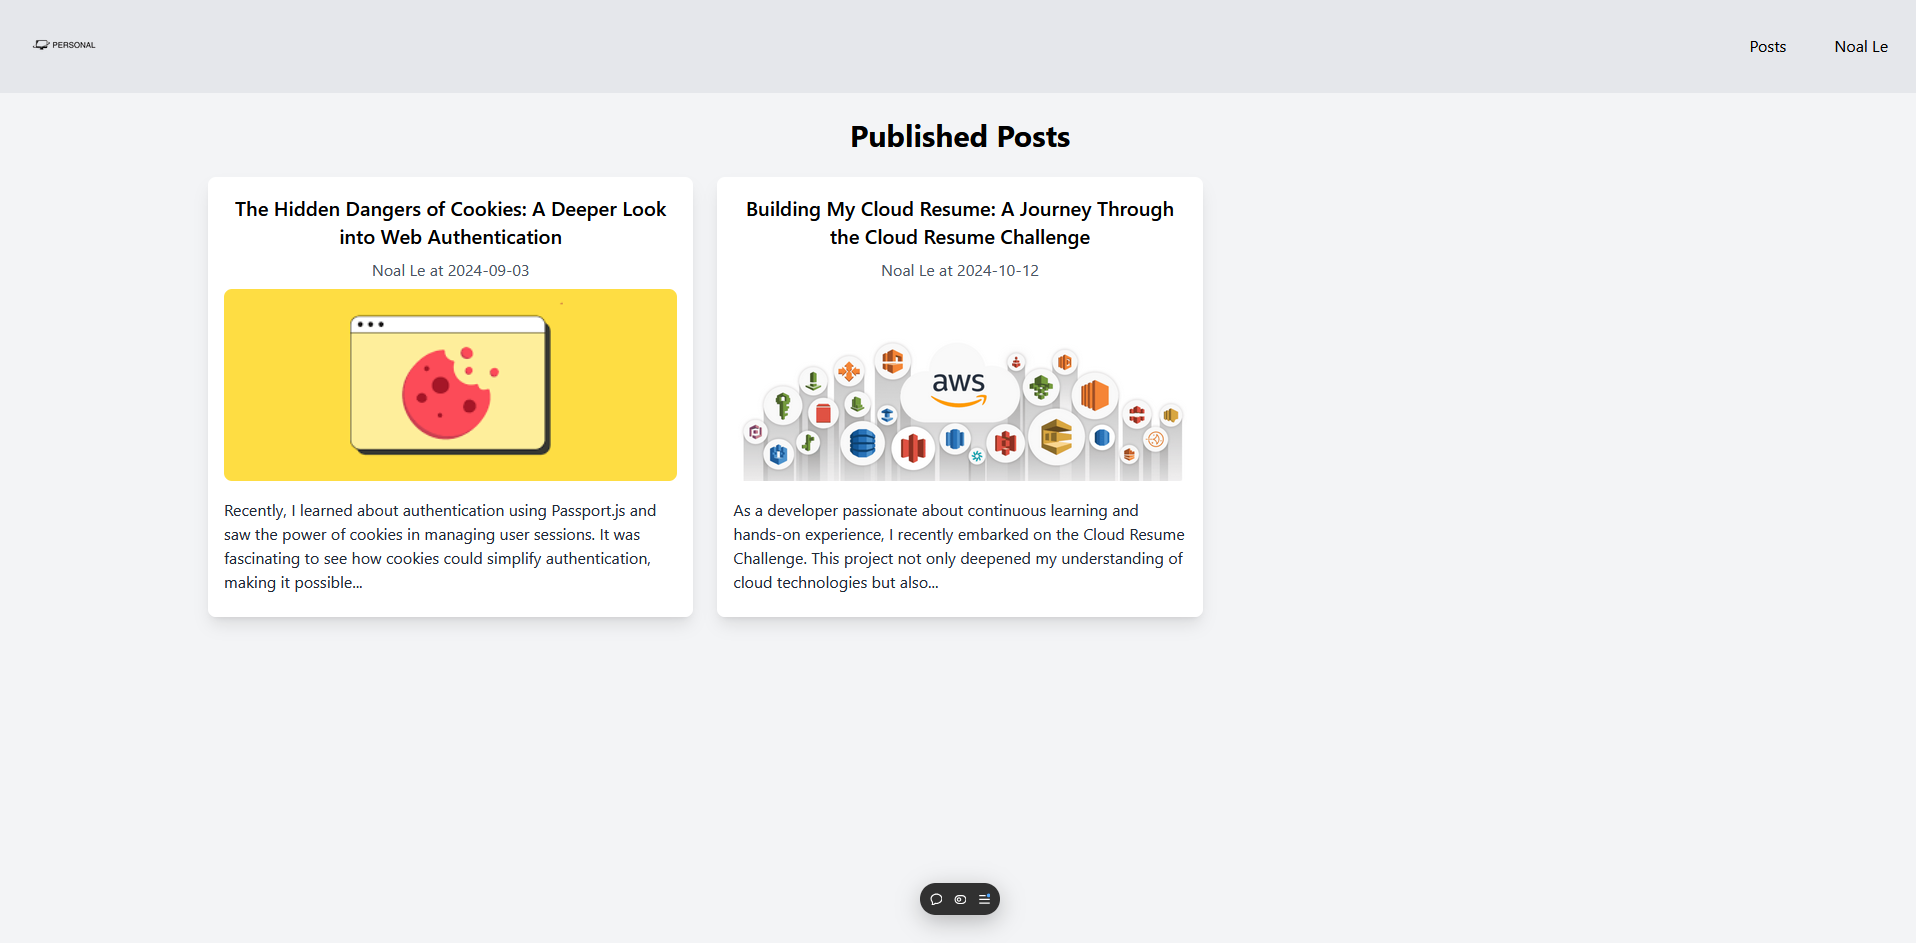 PERSONAL
Posts
Noal Le
Published Posts
The Hidden Dangers of Cookies: A Deeper Look
into Web Authentication
Noal Le at 2024-09-03
Recently, I learned about authentication using Passport.js and
saw the power of cookies in managing user sessions. It was
fascinating to see how cookies could simplify authentication,
making it possible...
Building My Cloud Resume: A Journey Through
the Cloud Resume Challenge
Noal Le at 2024-10-12
aws
As a developer passionate about continuous learning and
hands-on experience, I recently embarked on the Cloud Resume
Challenge. This project not only deepened my understanding of
cloud technologies but also...